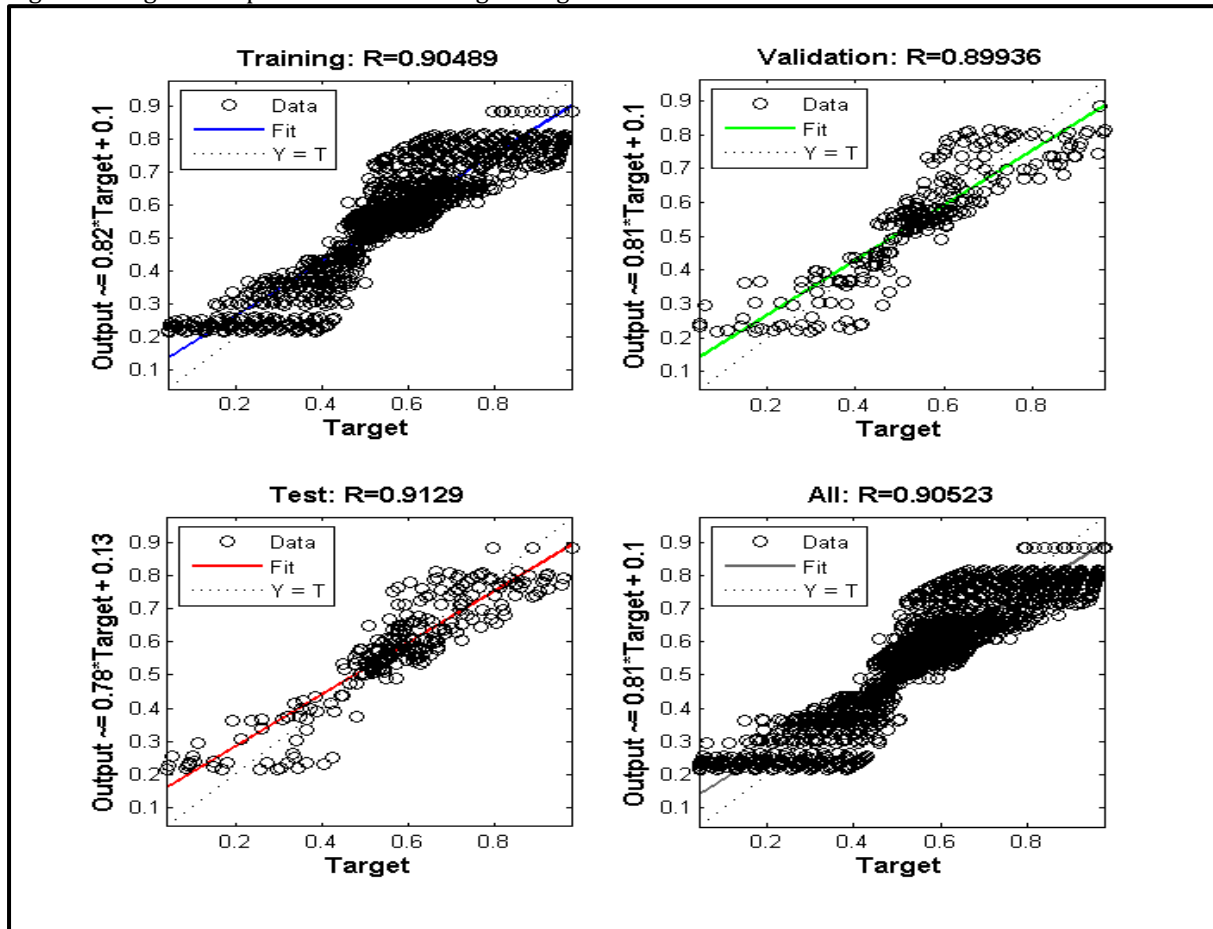 Training: R=0.90489
Output ~= 0.82*Target + 0.1
0.9
0.8
0.7
0.6
0.5
0.4
0.3
0.2
0.1
Data
Fit
Y = T
0.2 0.4 0.6 0.8
Target
Validation: R=0.89936
Output ~= 0.81*Target + 0.1
0.9
0.8
0.7
0.6
0.5
0.4
0.3
0.2
0.1
Data
Fit
Y = T
0.2 0.4 0.6 0.8
Target
Test: R=0.9129
Output ~= 0.78*Target + 0.13
0.9
0.8
0.7
0.6
0.5
0.4
0.3
0.2
0.1
Data
Fit
Y = T
0.2 0.4 0.6 0.8
Target
All: R=0.90523
Output ~= 0.81*Target + 0.1
0.9
0.8
0.7
0.6
0.5
0.4
0.3
0.2
0.1
Data
Fit
Y = T
0.2 0.4 0.6 0.8
Target